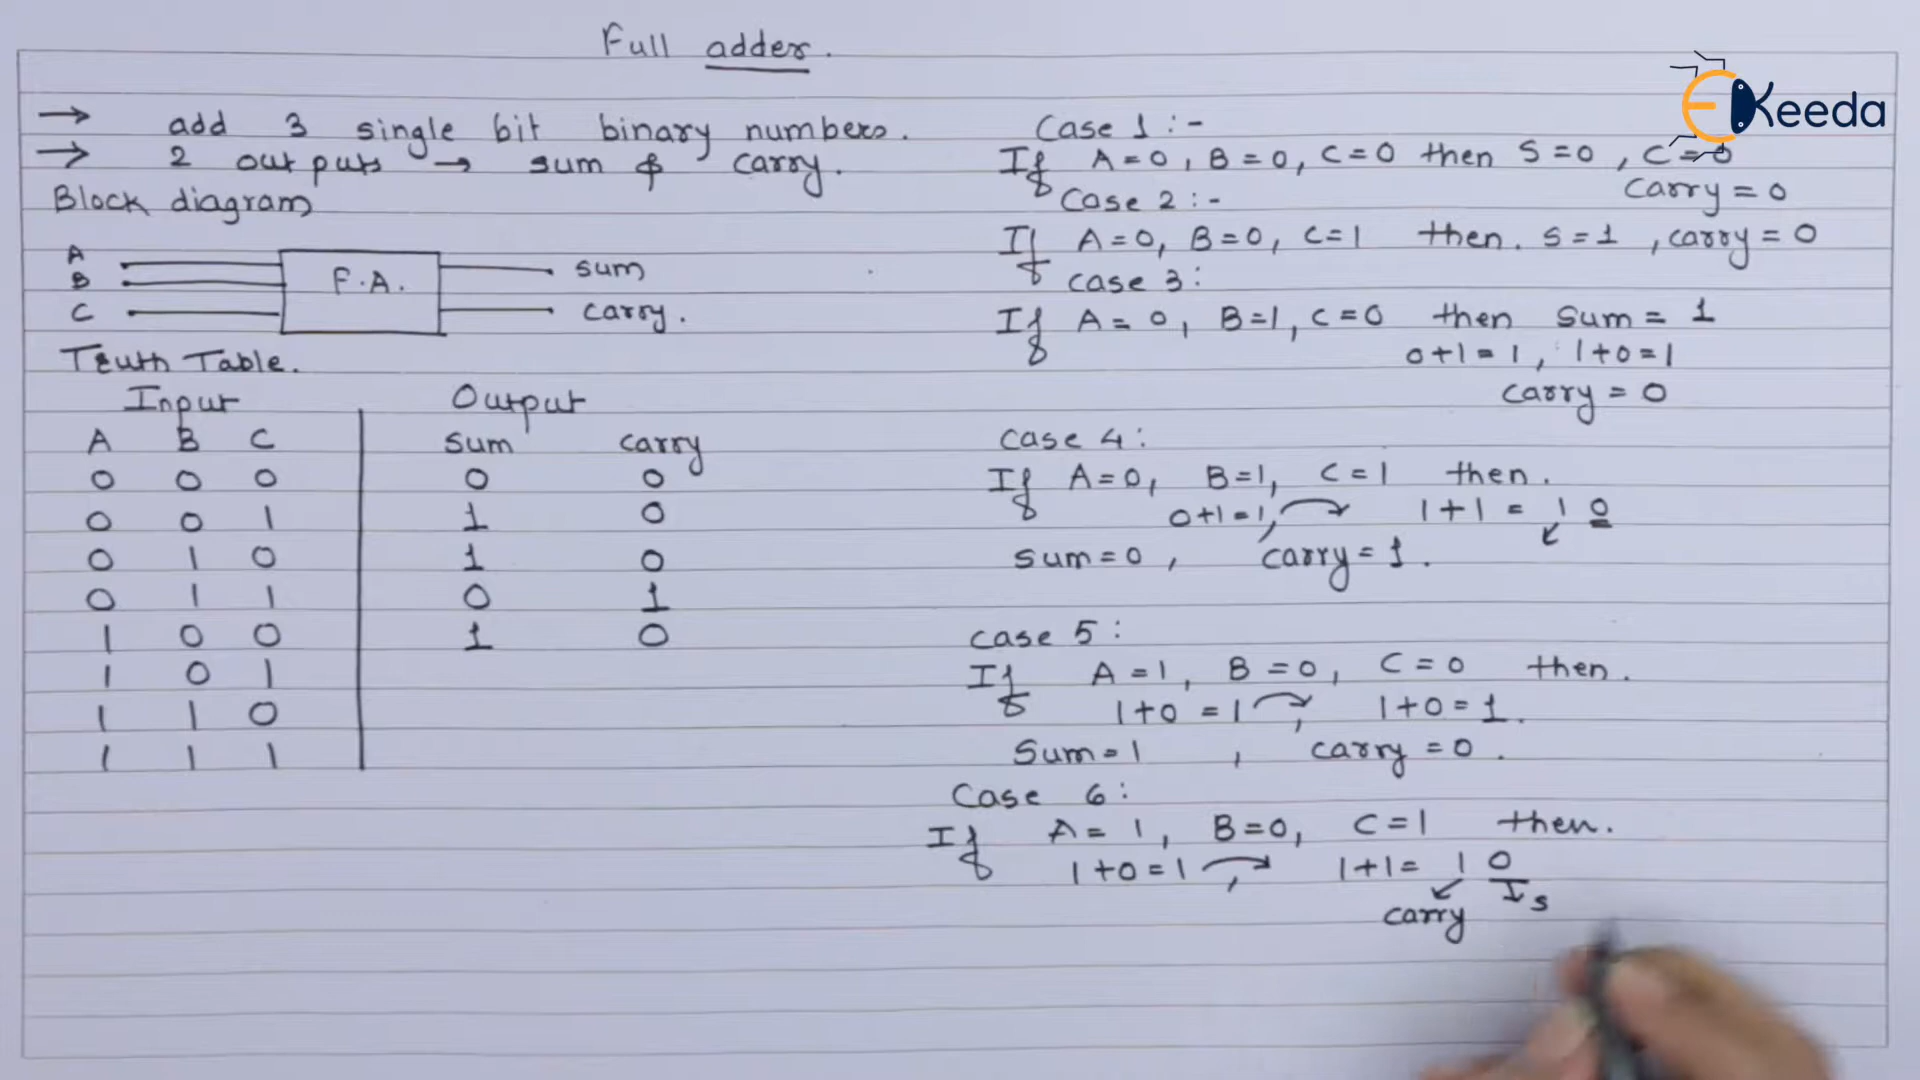 Full adder.
→ add 3 single bit binary numbers.
→ 2 outputs → sum & carry.
Block diagram
A
B
C
F.A.
sum
carry.
Truth Table.
Input Output
A B C sum carry
0 0 0 0 0
0 0 1 1 0
0 1 0 1 0
0 1 1 0 1
1 0 0 1 0
1 0 1
1 1 0
1 1 1
EKeeda
Case 1 :-
If A=0, B=0, C=0 then S=0, C=0
carry=0
Case 2 :-
If A=0, B=0, C=1 then. S=1, carry=0
Case 3:
If A=0, B=1, C=0 then Sum=1
0+1=1, 1+0=1
carry=0
Case 4:
If A=0, B=1, C=1 then.
0+1=1, 1+1= 1 0
sum=0, carry=1.
Case 5:
If A=1, B=0, C=0 then.
1+0=1, 1+0=1.
Sum=1, carry=0.
Case 6:
If A=1, B=0, C=1 then.
1+0=1, 1+1= 1 0
carry S